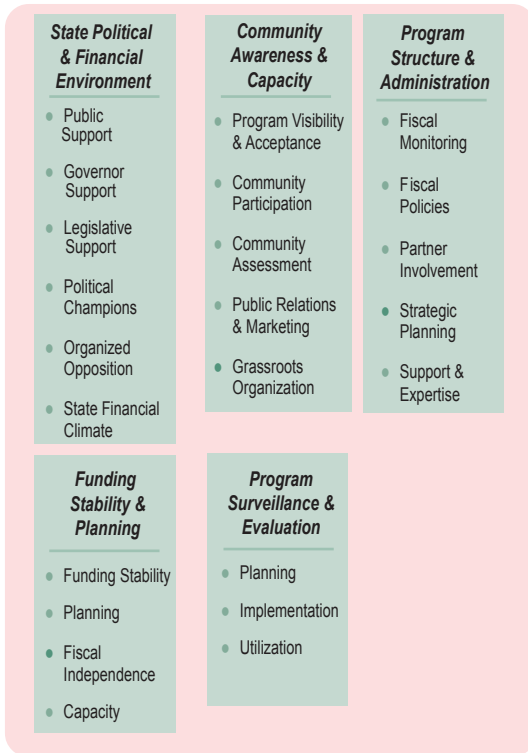 State Political
& Financial
Environment
• Public
Support
• Governor
Support
• Legislative
Support
• Political
Champions
• Organized
Opposition
• State Financial
Climate
Community
Awareness &
Capacity
• Program Visibility
& Acceptance
• Community
Participation
• Community
Assessment
• Public Relations
& Marketing
• Grassroots
Organization
Program
Structure &
Administration
• Fiscal
Monitoring
• Fiscal
Policies
• Partner
Involvement
• Strategic
Planning
• Support &
Expertise
Funding
Stability &
Planning
• Funding Stability
• Planning
• Fiscal
Independence
• Capacity
Program
Surveillance &
Evaluation
• Planning
• Implementation
• Utilization